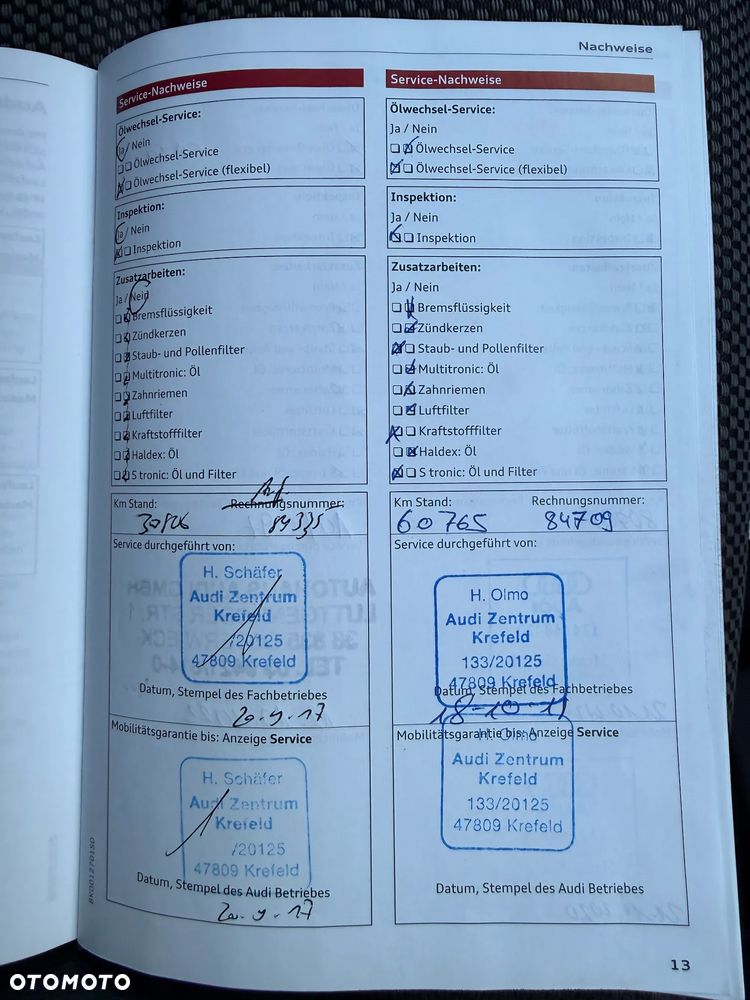 Nachweise
Service-Nachweise
Ölwechsel-Service:
Ja / Nein
Ölwechsel-Service
Ölwechsel-Service (flexibel)
Inspektion:
Ja / Nein
Inspektion
Zusatzarbeiten:
Ja / Nein
Bremsflüssigkeit
Zündkerzen
Staub- und Pollenfilter
Multitronic: Öl
Zahnriemen
Luftfilter
Kraftstofffilter
Haldex: Öl
S tronic: Öl und Filter
Km Stand: Rechnungsnummer:
30826 84335
Service durchgeführt von:
H. Schäfer
Audi Zentrum
Krefeld
/20125
47809 Krefeld
Datum, Stempel des Fachbetriebes
20.9.17
Mobilitätsgarantie bis: Anzeige Service
H. Schäfer
Audi Zentrum
Krefeld
/20125
47809 Krefeld
Datum, Stempel des Audi Betriebes
20.9.17
Service-Nachweise
Ölwechsel-Service:
Ja / Nein
Ölwechsel-Service
Ölwechsel-Service (flexibel)
Inspektion:
Ja / Nein
Inspektion
Zusatzarbeiten:
Ja / Nein
Bremsflüssigkeit
Zündkerzen
Staub- und Pollenfilter
Multitronic: Öl
Zahnriemen
Luftfilter
Kraftstofffilter
Haldex: Öl
S tronic: Öl und Filter
Km Stand: Rechnungsnummer:
60765 84709
Service durchgeführt von:
H. Olmo
Audi Zentrum
Krefeld
133/20125
47809 Krefeld
Datum, Stempel des Fachbetriebes
Mobilitätsgarantie bis: Anzeige Service
H. Olmo
Audi Zentrum
Krefeld
133/20125
47809 Krefeld
Datum, Stempel des Audi Betriebes
13
OTOMOTO